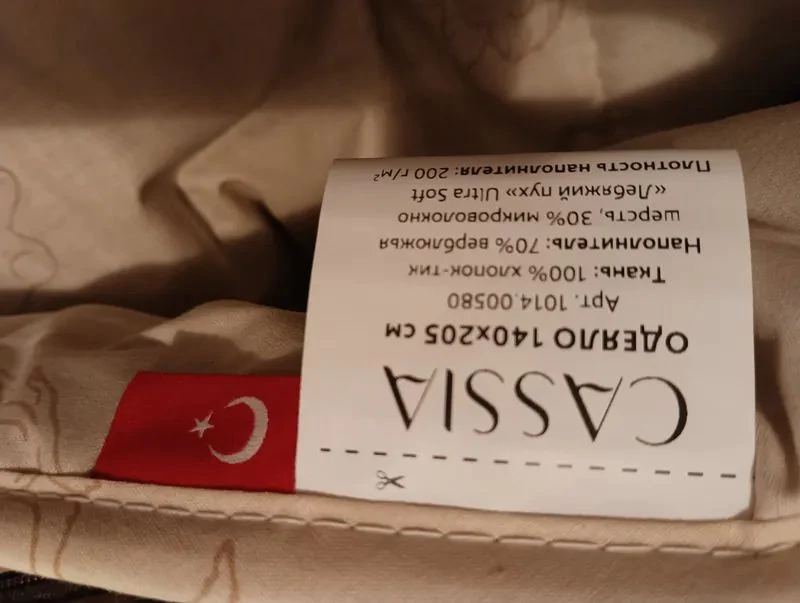 CASSIA
ОДЕЯЛО 140x205 см
Арт. 1014.00580
Ткань: 100% хлопок-тик
Наполнитель: 70% верблюжья
шерсть, 30% микроволокно
«Лебяжий пух» Ultra Soft
Плотность наполнителя: 200 г/м²